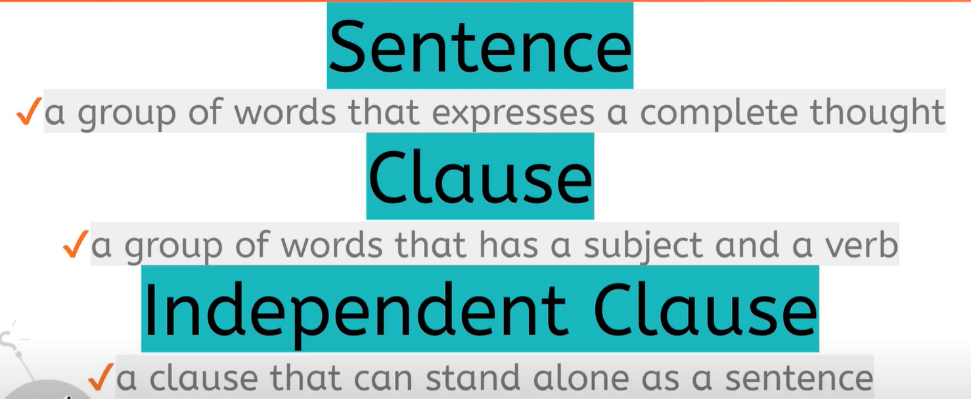 Sentence
✓a group of words that expresses a complete thought
Clause
✓a group of words that has a subject and a verb
Independent Clause
✓a clause that can stand alone as a sentence